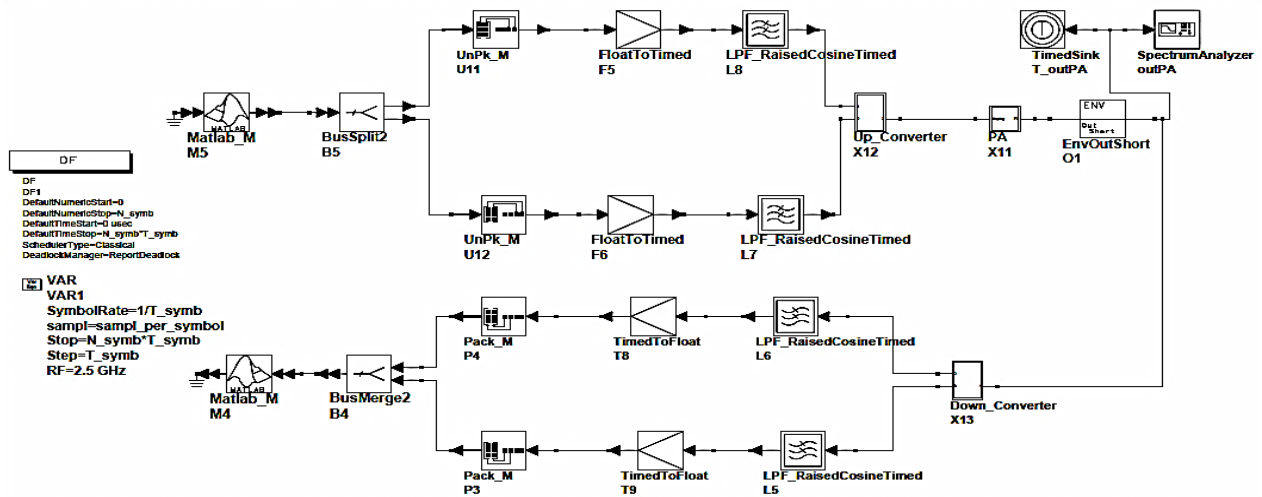 UnPk_M
U11
FloatToTimed
F5
LPF_RaisedCosineTimed
L8
TimedSink
T_outPA
SpectrumAnalyzer
outPA
MATLAB
Matlab_M
M5
BusSplit2
B5
Up_Converter
X12
PA
X11
ENV
Out
Short
EnvOutShort
O1
DF
DF
DF1
DefaultNumericStart=0
DefaultNumericStop=N_symb
DefaultTimeStart=0 usec
DefaultTimeStop=N_symb*T_symb
SchedulerType=Classical
DeadlockManager=ReportDeadlock
UnPk_M
U12
FloatToTimed
F6
LPF_RaisedCosineTimed
L7
Var
Eqn
VAR
VAR1
SymbolRate=1/T_symb
sampl=sampl_per_symbol
Stop=N_symb*T_symb
Step=T_symb
RF=2.5 GHz
Pack_M
P4
TimedToFloat
T8
LPF_RaisedCosineTimed
L6
MATLAB
Matlab_M
M4
BusMerge2
B4
Down_Converter
X13
Pack_M
P3
TimedToFloat
T9
LPF_RaisedCosineTimed
L5